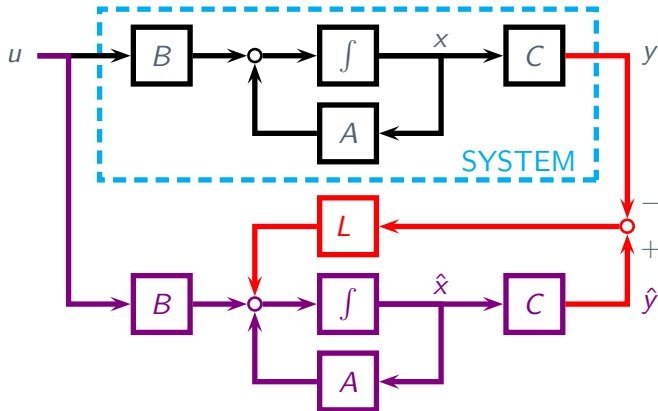 u B ∫ x C y
A
SYSTEM
L −
+
B ∫ x̂ C ŷ
A